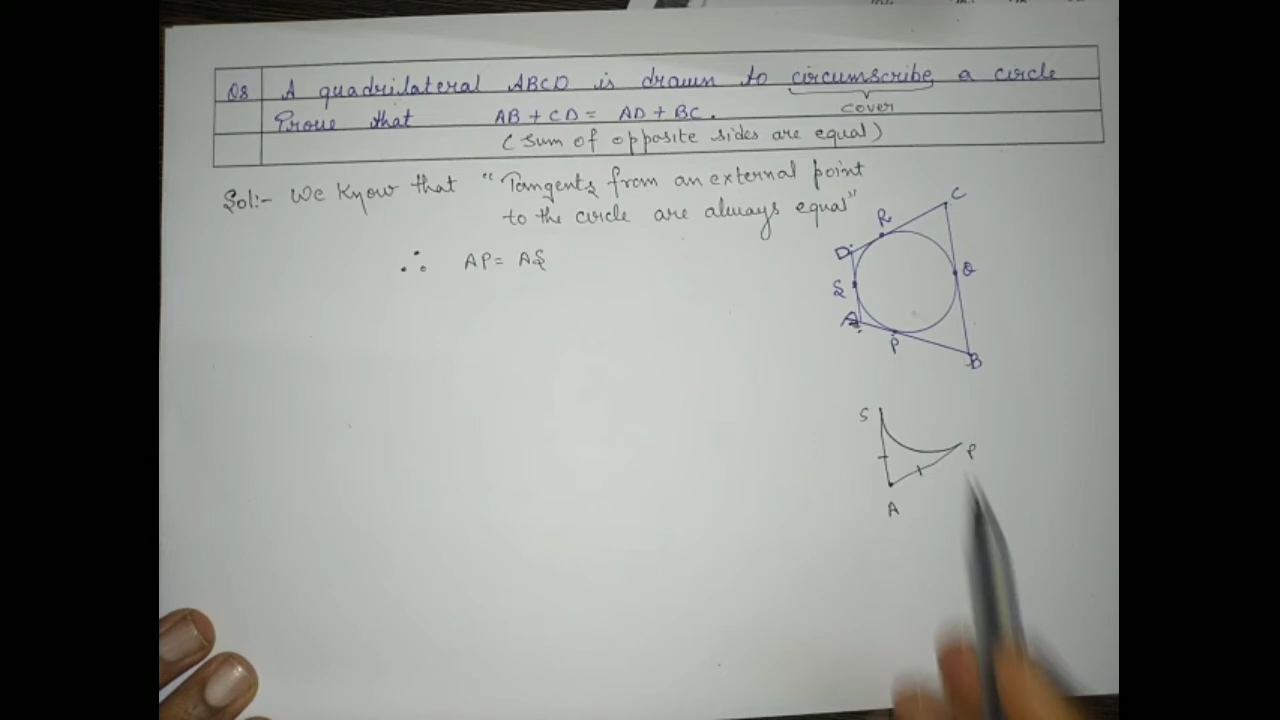 Q8 A quadrilateral ABCD is drawn to circumscribe a circle
Prove that AB + CD = AD + BC. cover
(Sum of opposite sides are equal)
Sol:- We Know that "Tangents from an external point
to the circle are always equal"
∴ AP = AS
C
R
D
Q
S
A
P
B
S
P
A